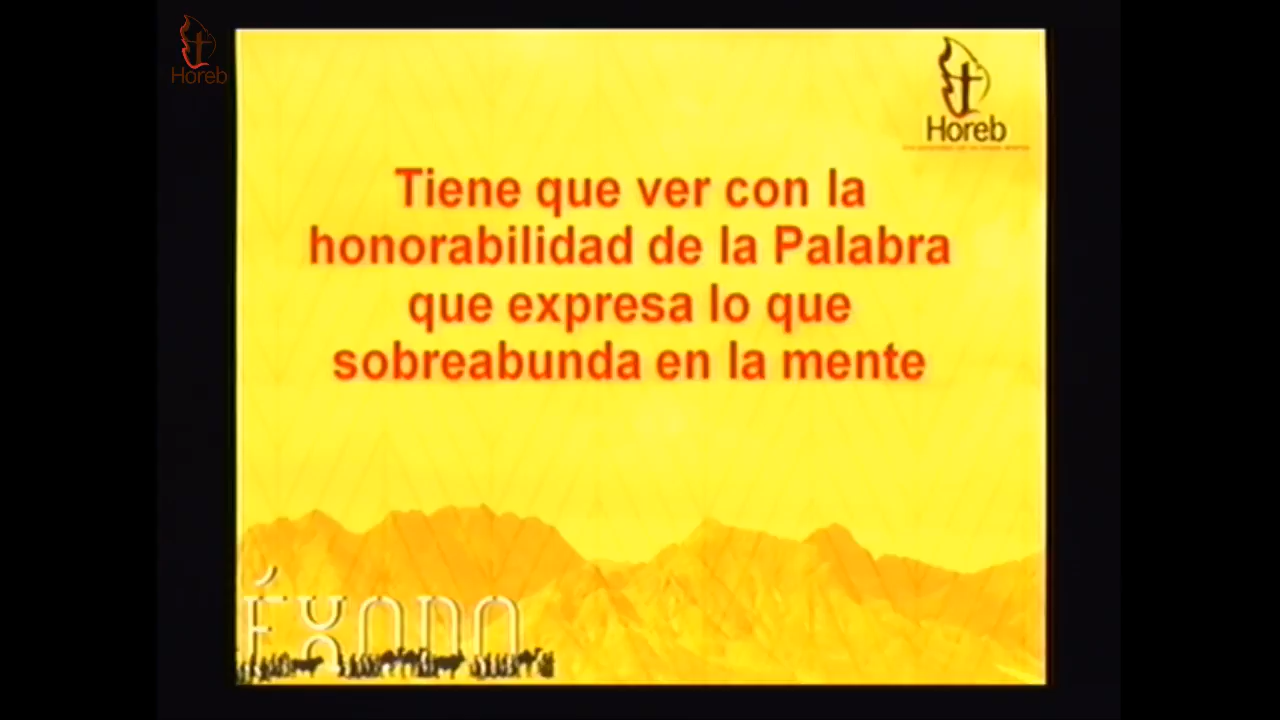 Horeb
Horeb
Tiene que ver con la
honorabilidad de la Palabra
que expresa lo que
sobreabunda en la mente
ÉXODO